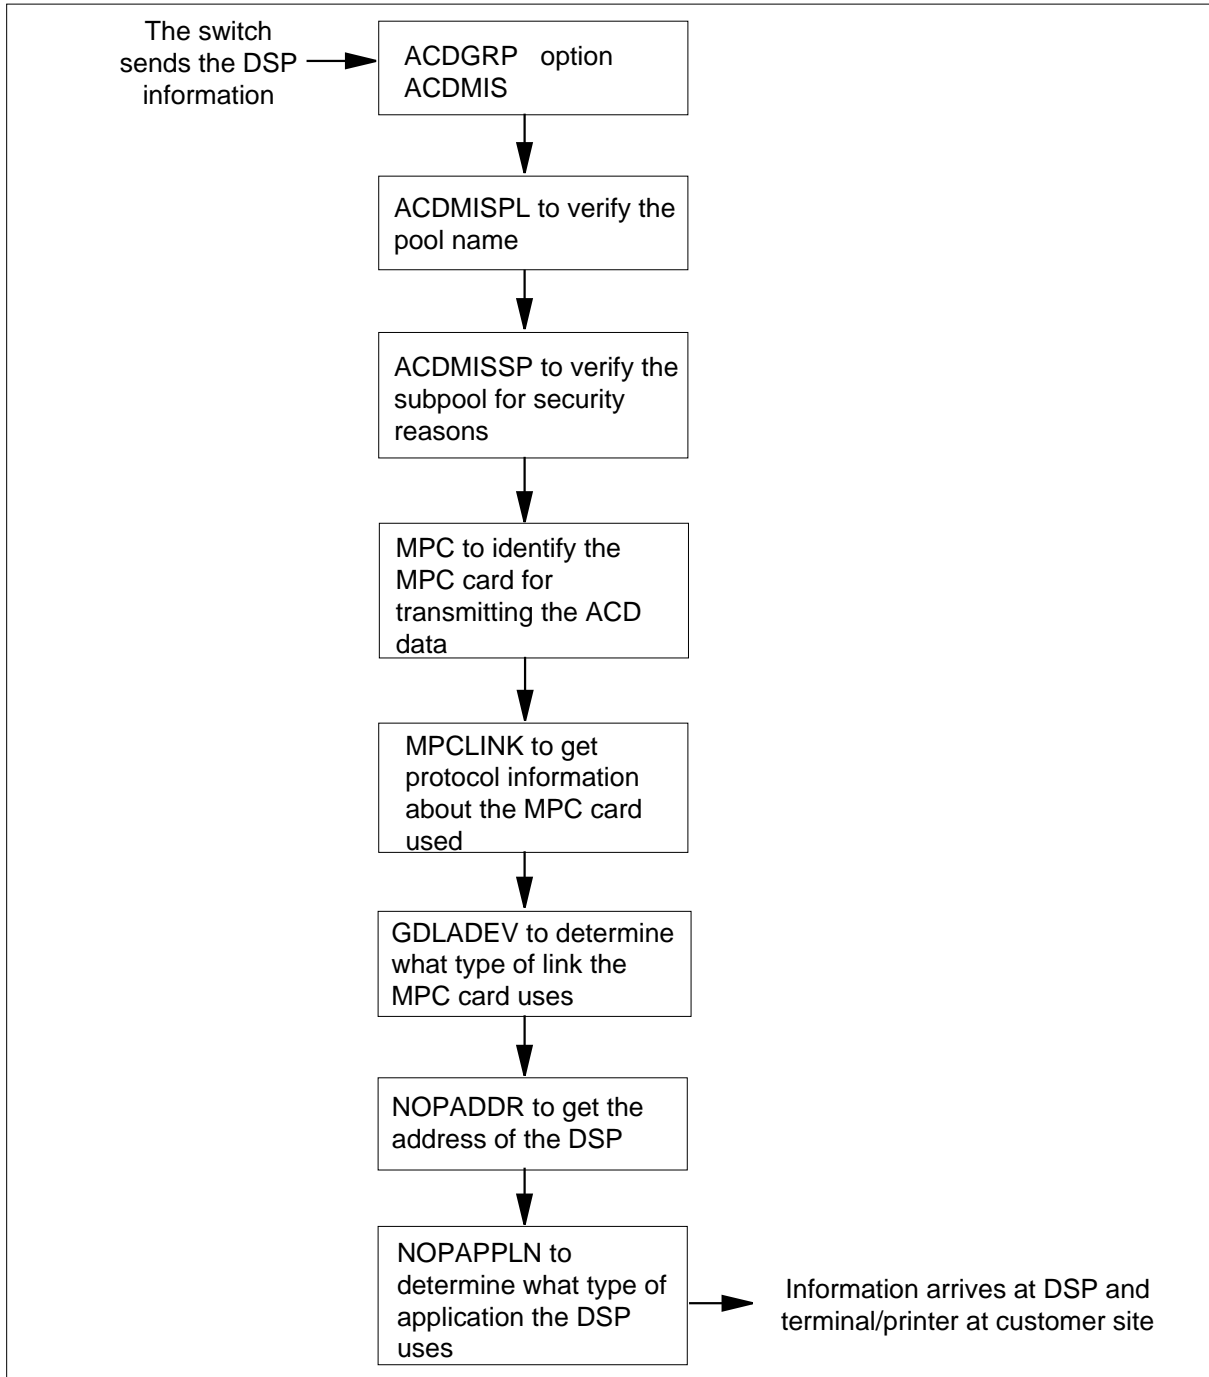 The switch
sends the DSP
information
ACDGRP option
ACDMIS
ACDMISPL to verify the
pool name
ACDMISSP to verify the
subpool for security
reasons
MPC to identify the
MPC card for
transmitting the ACD
data
MPCLINK to get
protocol information
about the MPC card
used
GDLADEV to determine
what type of link the
MPC card uses
NOPADDR to get the
address of the DSP
NOPAPPLN to
determine what type of
application the DSP
uses
Information arrives at DSP and
terminal/printer at customer site